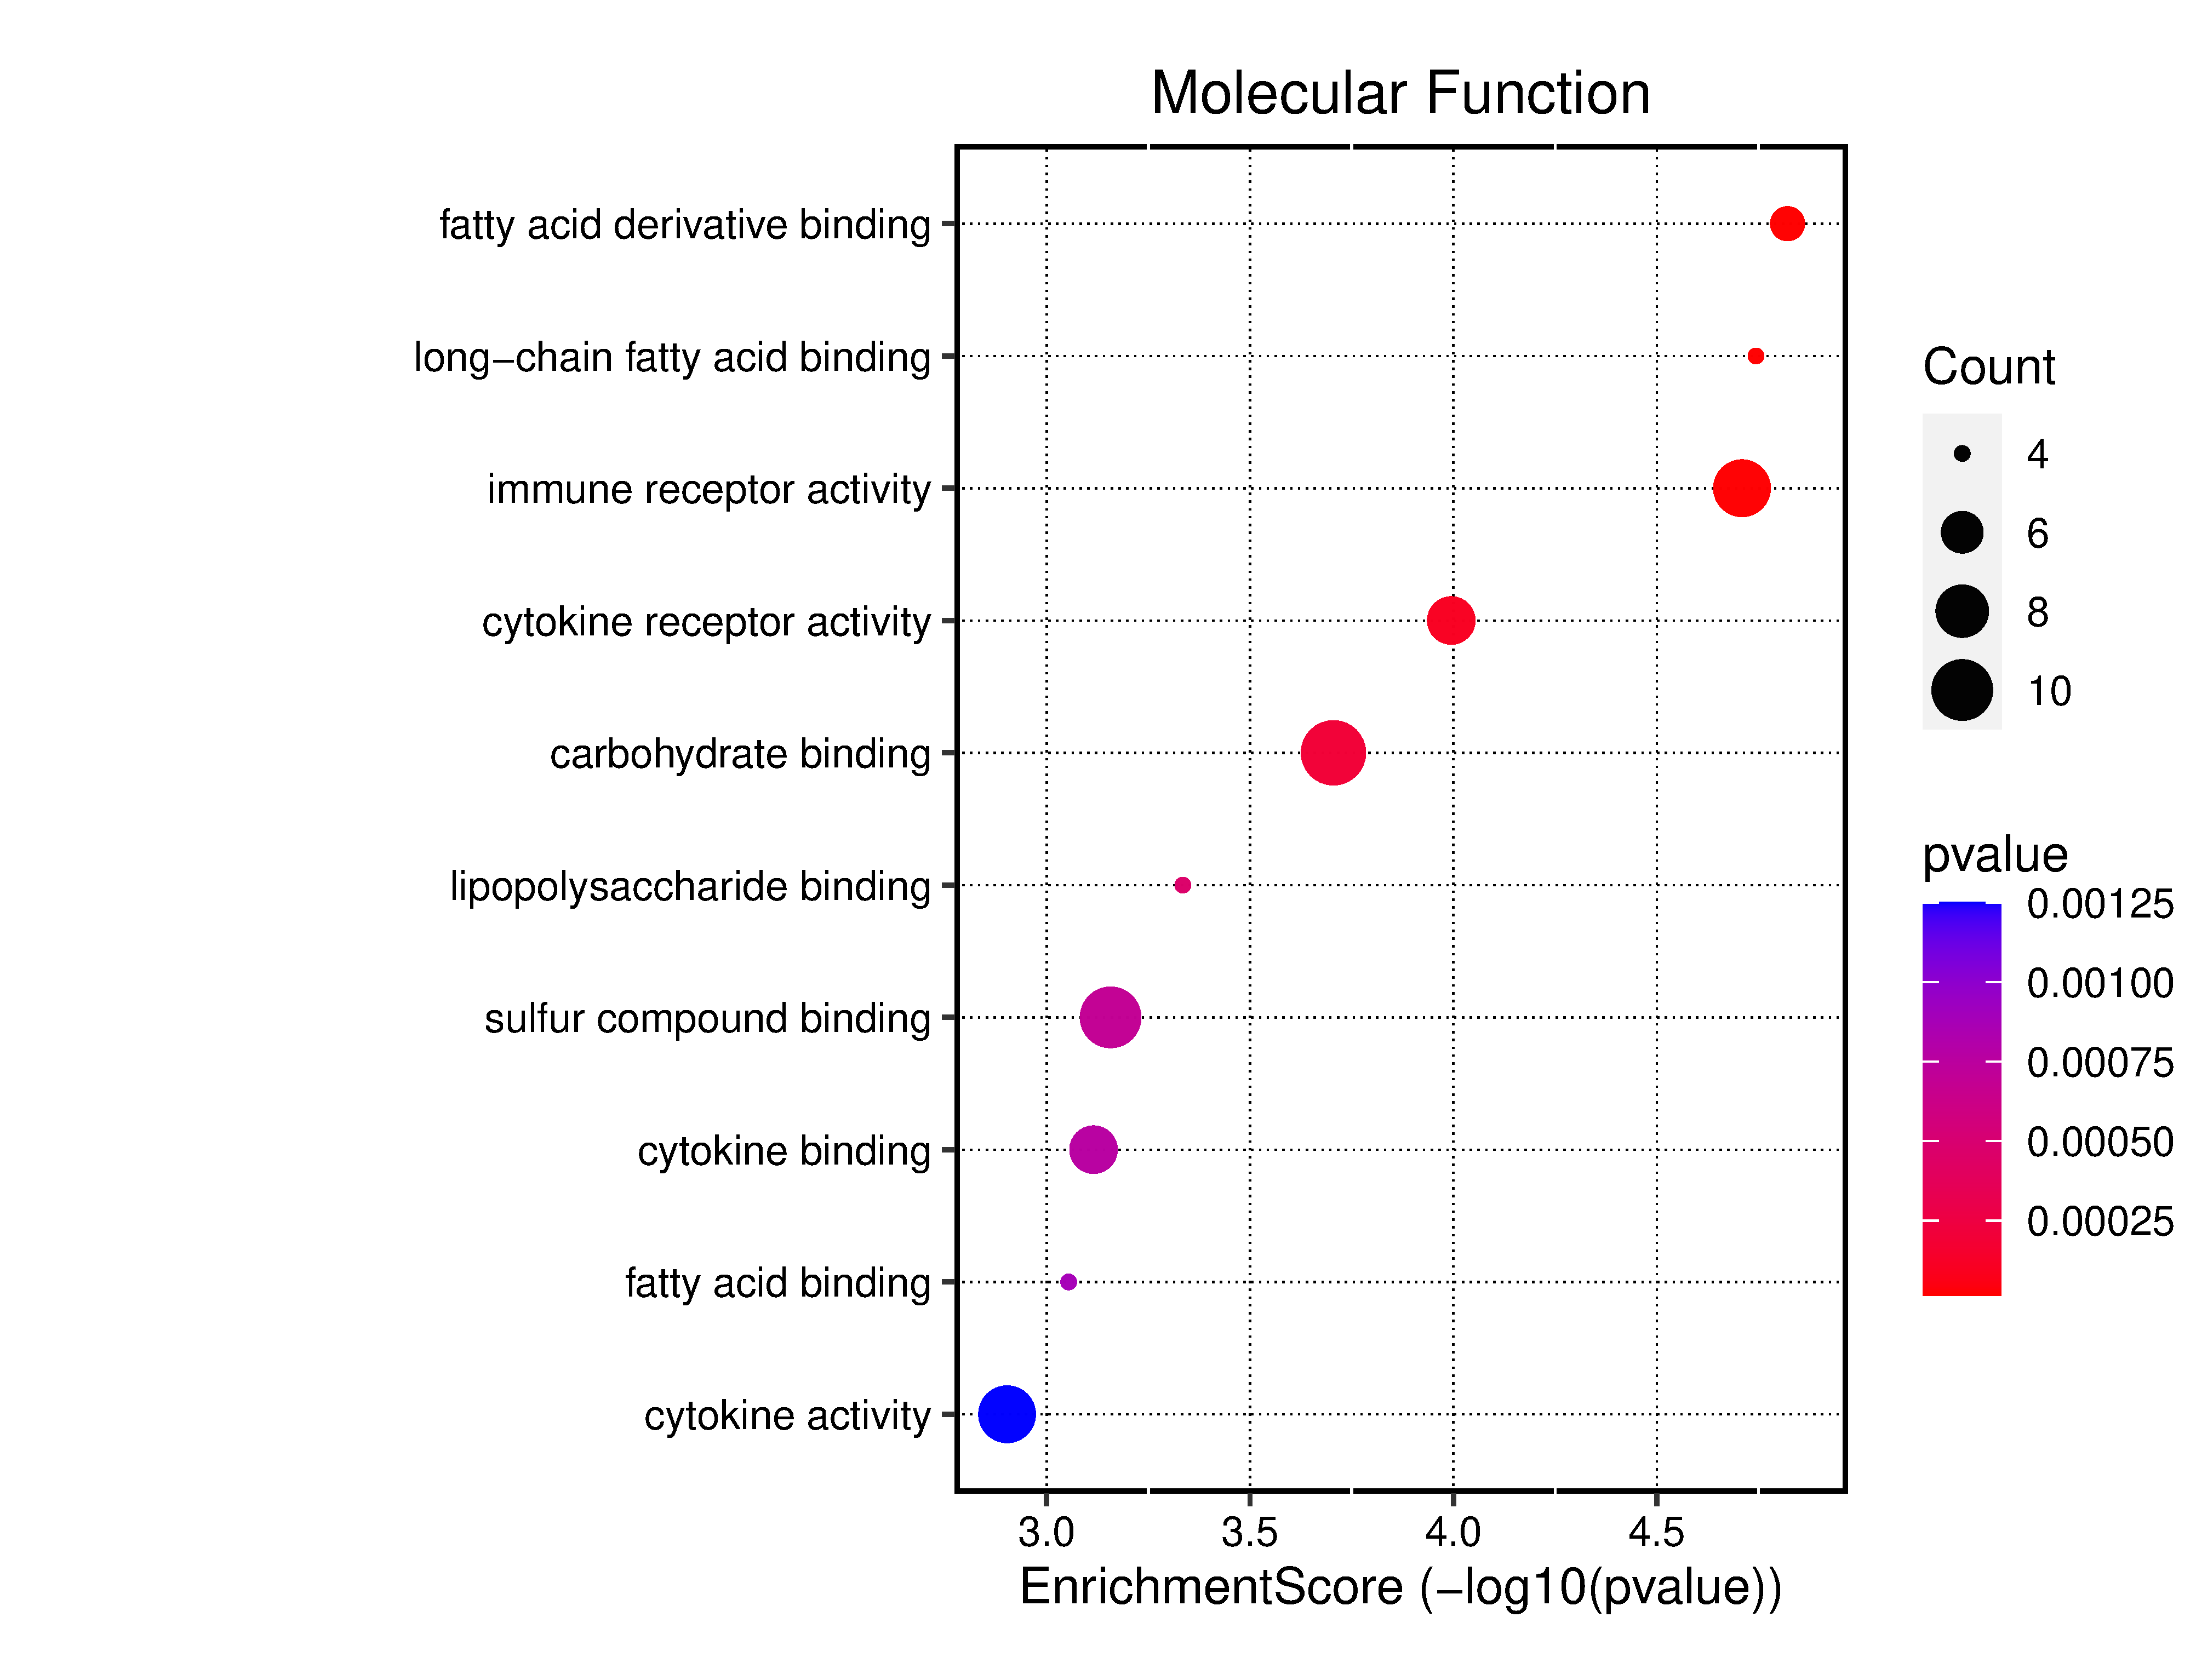 Molecular Function
fatty acid derivative binding
long−chain fatty acid binding
immune receptor activity
cytokine receptor activity
carbohydrate binding
lipopolysaccharide binding
sulfur compound binding
cytokine binding
fatty acid binding
cytokine activity
3.0 3.5 4.0 4.5
EnrichmentScore (−log10(pvalue))
Count
4
6
8
10
pvalue
0.00125
0.00100
0.00075
0.00050
0.00025